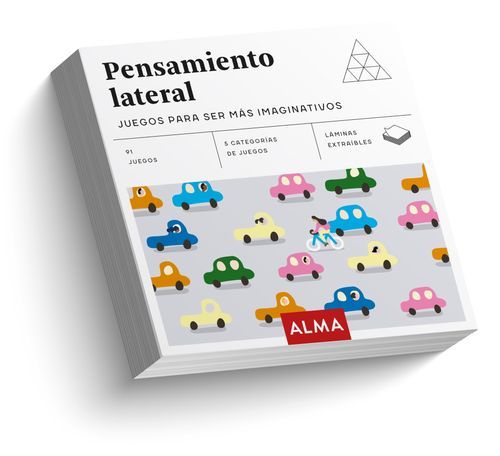 Pensamiento
lateral
JUEGOS PARA SER MÁS IMAGINATIVOS
91
JUEGOS
5 CATEGORÍAS
DE JUEGOS
LÁMINAS
EXTRAÍBLES
ALMA